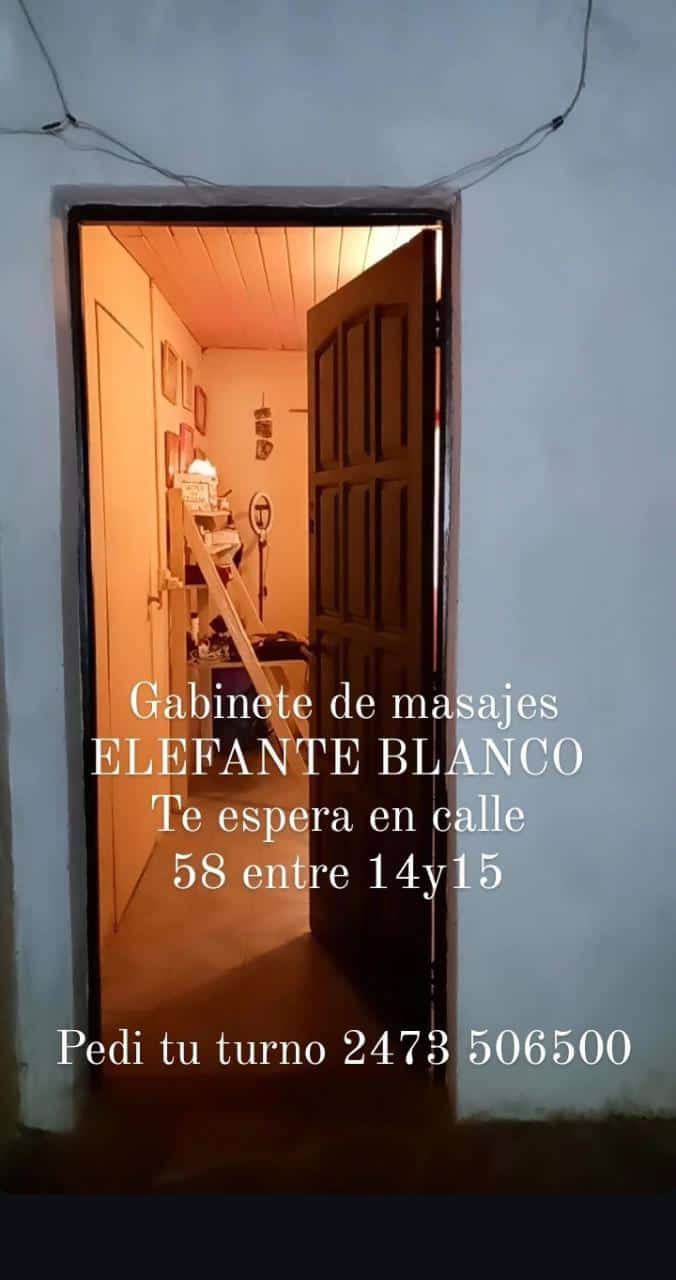 Gabinete de masajes
ELEFANTE BLANCO
Te espera en calle
58 entre 14y15
Pedi tu turno 2473 506500